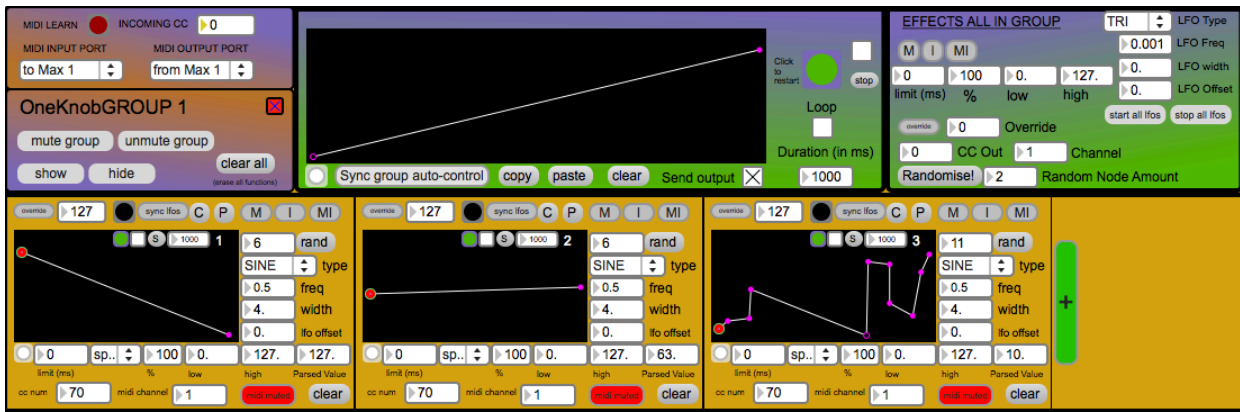 MIDI LEARN INCOMING CC 0
MIDI INPUT PORT MIDI OUTPUT PORT
to Max 1 from Max 1
OneKnobGROUP 1
mute group unmute group
clear all
show hide
(erase all functions)
Click
to
restart
stop
Loop
Duration (in ms)
Sync group auto-control copy paste clear Send output 1000
EFFECTS ALL IN GROUP
M I MI
0 100 0. 127.
limit (ms) % low high
override 0 Override
0 CC Out 1 Channel
Randomise! 2 Random Node Amount
TRI LFO Type
0.001 LFO Freq
0. LFO width
0. LFO Offset
start all lfos stop all lfos
override 127 sync lfos C P M I MI
S 1000 1 6 rand
SINE type
0.5 freq
4. width
0. lfo offset
0 sp.. 100 0. 127. 127.
limit (ms) % low high Parsed Value
cc num 70 midi channel 1 midi muted clear
override 127 sync lfos C P M I MI
S 1000 2 6 rand
SINE type
0.5 freq
4. width
0. lfo offset
0 sp.. 100 0. 127. 63.
limit (ms) % low high Parsed Value
cc num 70 midi channel 1 midi muted clear
override 127 sync lfos C P M I MI
S 1000 3 11 rand
SINE type
0.5 freq
4. width
0. lfo offset
0 sp.. 100 0. 127. 10.
limit (ms) % low high Parsed Value
cc num 70 midi channel 1 midi muted clear
+